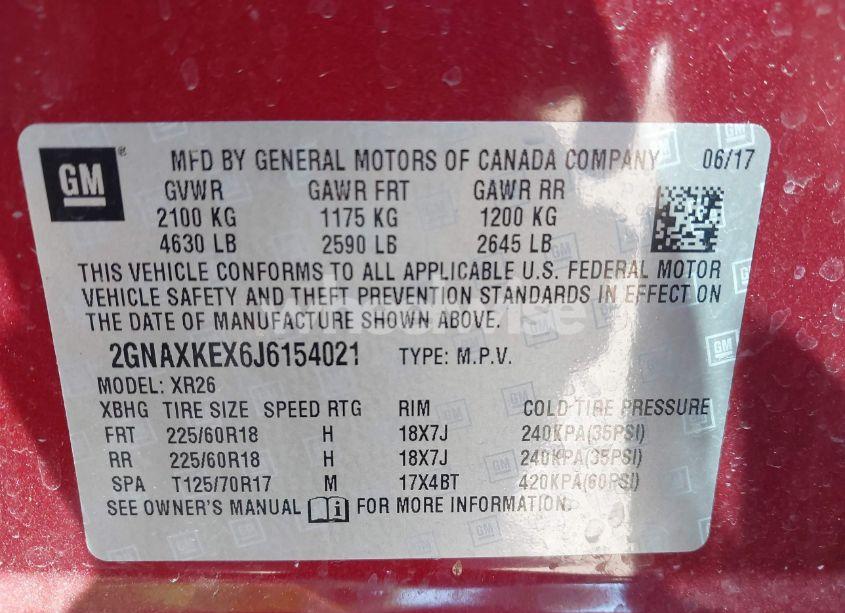 GM
® MFD BY GENERAL MOTORS OF CANADA COMPANY 06/17
GVWR GAWR FRT GAWR RR
2100 KG 1175 KG 1200 KG
4630 LB 2590 LB 2645 LB
THIS VEHICLE CONFORMS TO ALL APPLICABLE U.S. FEDERAL MOTOR
VEHICLE SAFETY AND THEFT PREVENTION STANDARDS IN EFFECT ON
THE DATE OF MANUFACTURE SHOWN ABOVE.
2GNAXKEX6J6154021 TYPE: M.P.V.
MODEL: XR26
XBHG TIRE SIZE SPEED RTG RIM COLD TIRE PRESSURE
FRT 225/60R18 H 18X7J 240KPA(35PSI)
RR 225/60R18 H 18X7J 240KPA(35PSI)
SPA T125/70R17 M 17X4BT 420KPA(60PSI)
SEE OWNER'S MANUAL i FOR MORE INFORMATION.